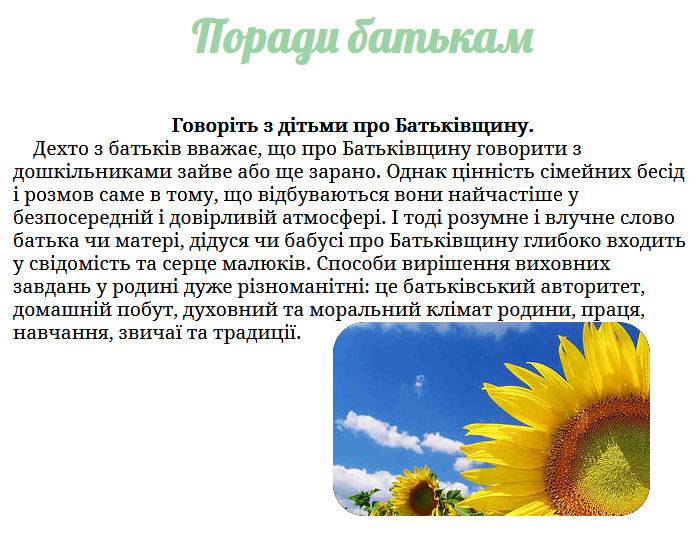 Поради батькам
Говоріть з дітьми про Батьківщину.
Дехто з батьків вважає, що про Батьківщину говорити з
дошкільниками зайве або ще зарано. Однак цінність сімейних бесід
і розмов саме в тому, що відбуваються вони найчастіше у
безпосередній і довірливій атмосфері. І тоді розумне і влучне слово
батька чи матері, дідуся чи бабусі про Батьківщину глибоко входить
у свідомість та серце малюків. Способи вирішення виховних
завдань у родині дуже різноманітні: це батьківський авторитет,
домашній побут, духовний та моральний клімат родини, праця,
навчання, звичаї та традиції.